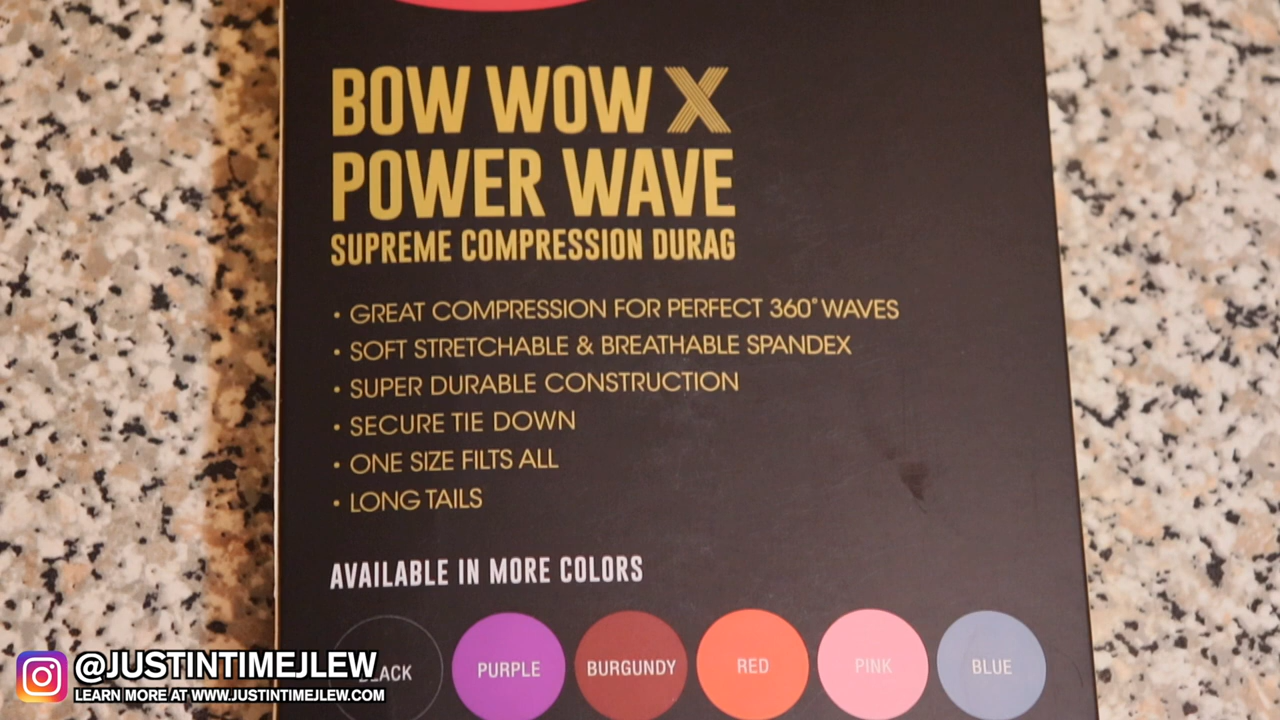 BOW WOW X
POWER WAVE
SUPREME COMPRESSION DURAG
• GREAT COMPRESSION FOR PERFECT 360° WAVES
• SOFT STRETCHABLE & BREATHABLE SPANDEX
• SUPER DURABLE CONSTRUCTION
• SECURE TIE DOWN
• ONE SIZE FILTS ALL
• LONG TAILS
AVAILABLE IN MORE COLORS
BLACK PURPLE BURGUNDY RED PINK BLUE
@JUSTINTIMEJLEW
LEARN MORE AT WWW.JUSTINTIMEJLEW.COM